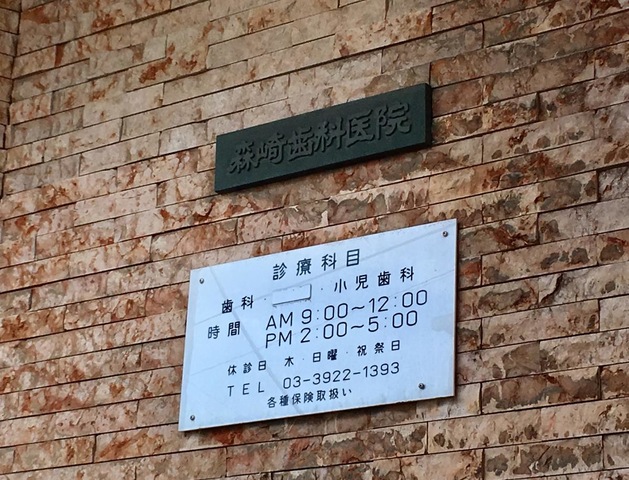 森崎歯科医院
診療科目
歯科・　　・小児歯科
時間 AM 9:00～12:00
PM 2:00～5:00
休診日 木・日曜・祝祭日
TEL 03-3922-1393
各種保険取扱い